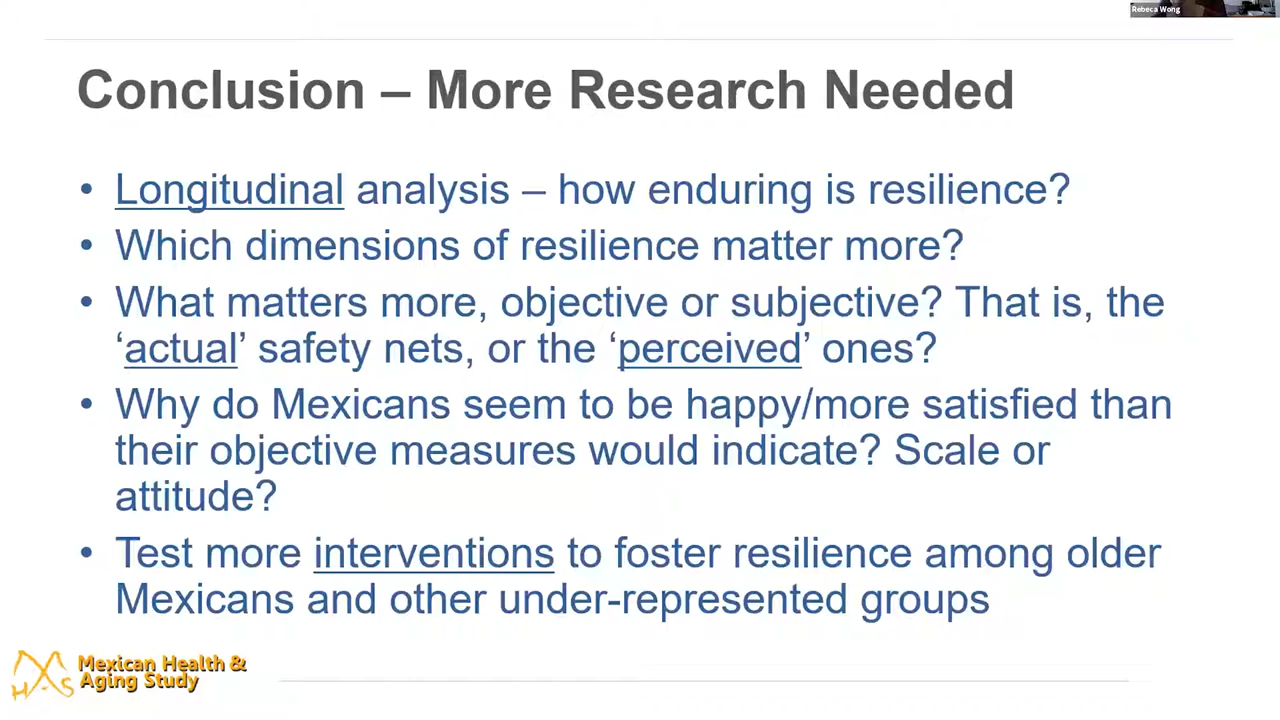 Rebeca Wong
Conclusion – More Research Needed
• Longitudinal analysis – how enduring is resilience?
• Which dimensions of resilience matter more?
• What matters more, objective or subjective? That is, the
‘actual’ safety nets, or the ‘perceived’ ones?
• Why do Mexicans seem to be happy/more satisfied than
their objective measures would indicate? Scale or
attitude?
• Test more interventions to foster resilience among older
Mexicans and other under-represented groups
Mexican Health &
Aging Study